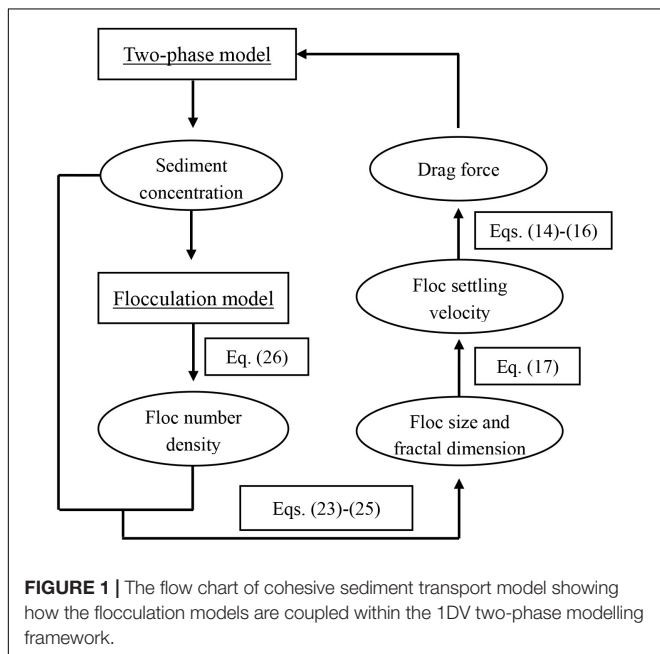 Two-phase model
Sediment
concentration
Flocculation model
Eq. (26)
Floc number
density
Eqs. (23)-(25)
Floc size and
fractal dimension
Eq. (17)
Floc settling
velocity
Eqs. (14)-(16)
Drag force
FIGURE 1 | The flow chart of cohesive sediment transport model showing
how the flocculation models are coupled within the 1DV two-phase modelling
framework.